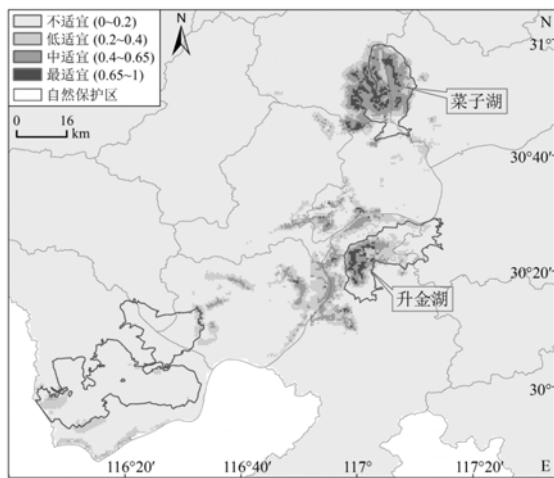 不适宜 (0~0.2)
低适宜 (0.2~0.4)
中适宜 (0.4~0.65)
最适宜 (0.65~1)
自然保护区
0 16
km
N
N
31°
菜子湖
30°40′
30°20′
升金湖
30°
116°20′ 116°40′ 117° 117°20′ E